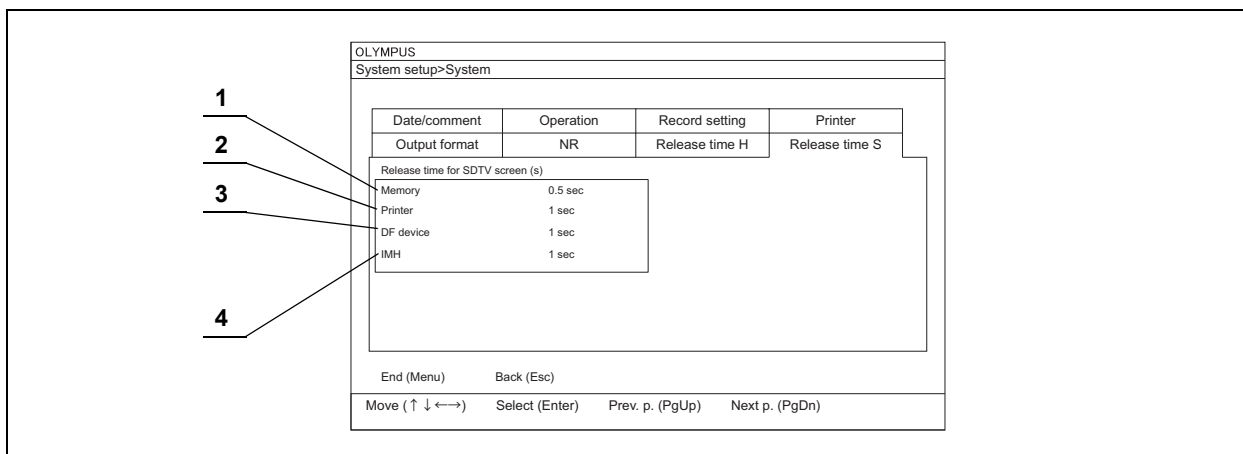 OLYMPUS
System setup>System
1
Date/comment Operation Record setting Printer
2
Output format NR Release time H Release time S
Release time for SDTV screen (s)
3
Memory 0.5 sec
Printer 1 sec
DF device 1 sec
IMH 1 sec
4
End (Menu) Back (Esc)
Move (↑↓←→) Select (Enter) Prev. p. (PgUp) Next p. (PgDn)